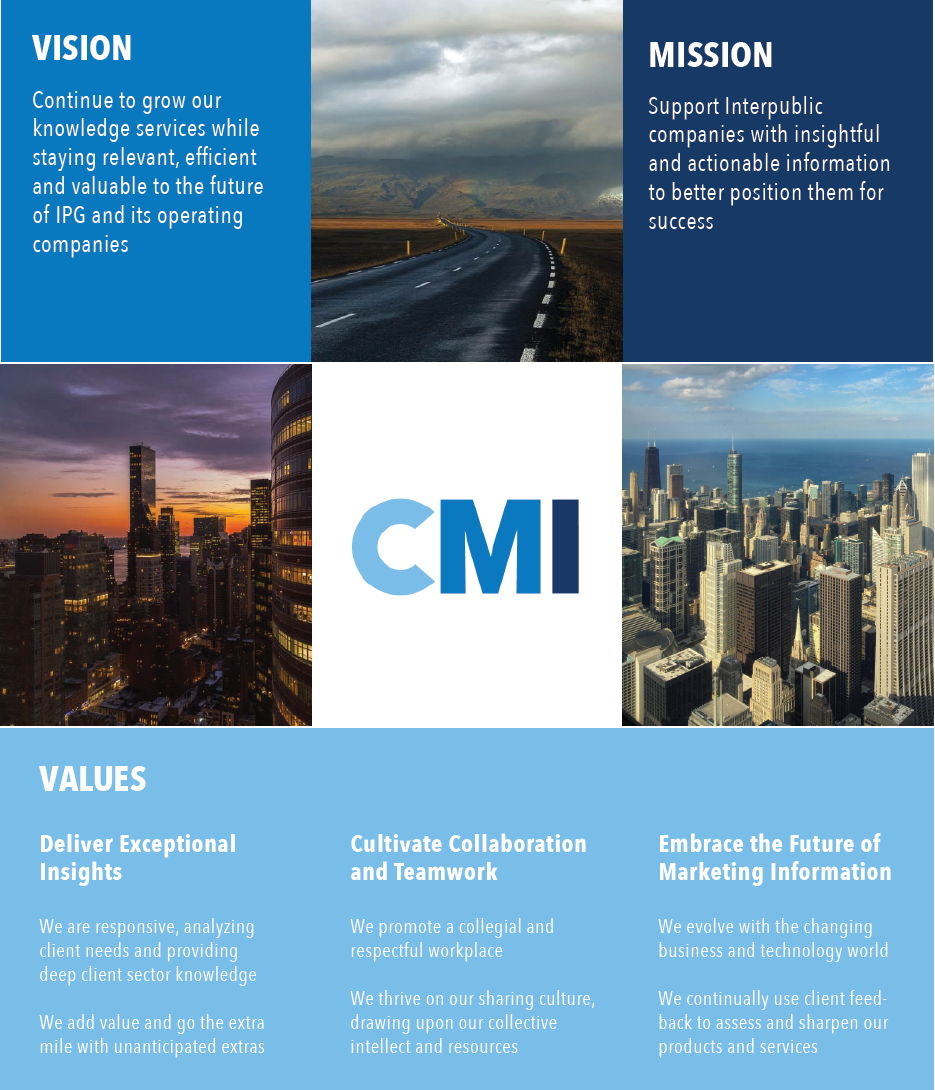 VISION
Continue to grow our
knowledge services while
staying relevant, efficient
and valuable to the future
of IPG and its operating
companies
MISSION
Support Interpublic
companies with insightful
and actionable information
to better position them for
success
CMI
VALUES
Deliver Exceptional
Insights
We are responsive, analyzing
client needs and providing
deep client sector knowledge
We add value and go the extra
mile with unanticipated extras
Cultivate Collaboration
and Teamwork
We promote a collegial and
respectful workplace
We thrive on our sharing culture,
drawing upon our collective
intellect and resources
Embrace the Future of
Marketing Information
We evolve with the changing
business and technology world
We continually use client feed-
back to assess and sharpen our
products and services